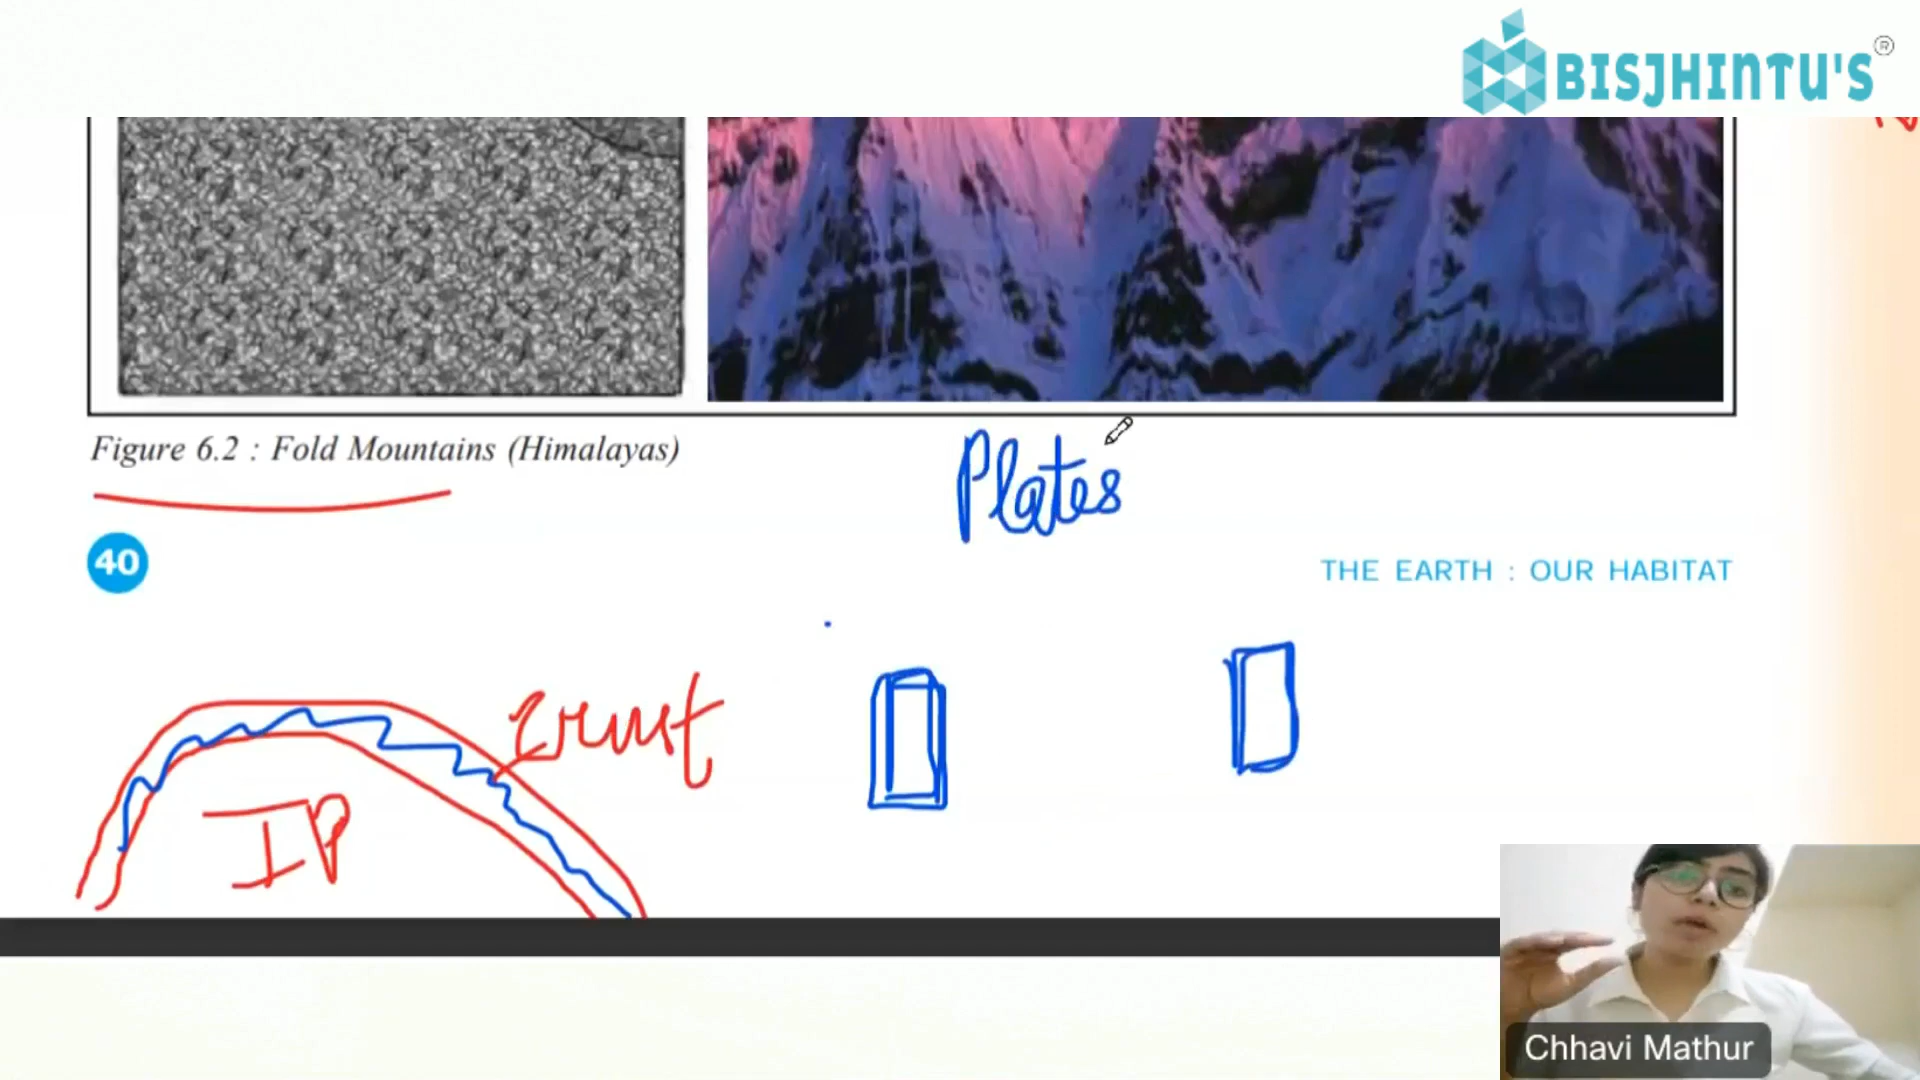 BISJHINTU'S®
Figure 6.2 : Fold Mountains (Himalayas)
Plates
40
THE EARTH : OUR HABITAT
crust
IP
Chhavi Mathur